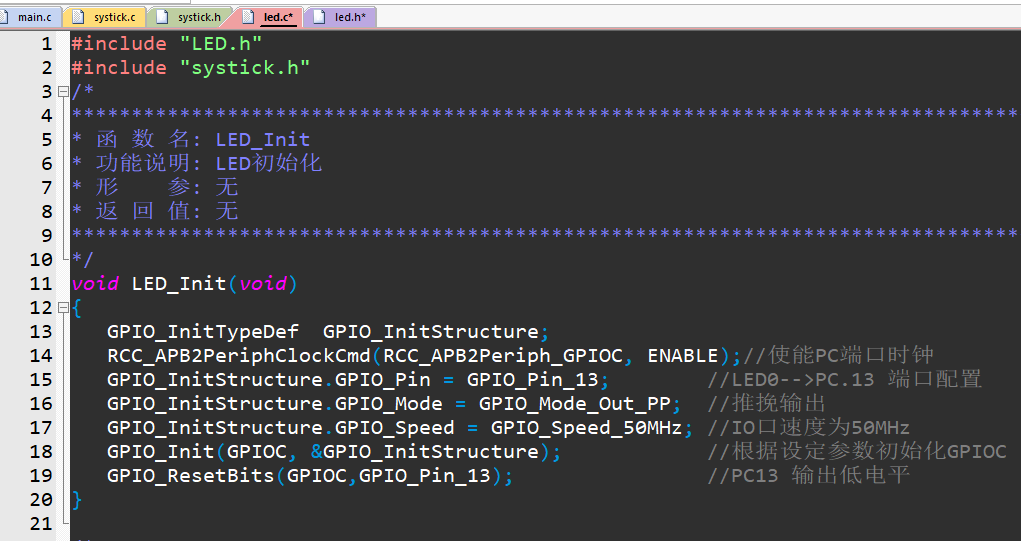 main.c systick.c systick.h led.c* led.h*
1 #include "LED.h"
2 #include "systick.h"
3 /*
4 *******************************************************************************
5 * 函 数 名: LED_Init
6 * 功能说明: LED初始化
7 * 形    参: 无
8 * 返 回 值: 无
9 *******************************************************************************
10 */
11 void LED_Init(void)
12 {
13 GPIO_InitTypeDef  GPIO_InitStructure;
14 RCC_APB2PeriphClockCmd(RCC_APB2Periph_GPIOC, ENABLE);//使能PC端口时钟
15 GPIO_InitStructure.GPIO_Pin = GPIO_Pin_13;        //LED0-->PC.13 端口配置
16 GPIO_InitStructure.GPIO_Mode = GPIO_Mode_Out_PP;  //推挽输出
17 GPIO_InitStructure.GPIO_Speed = GPIO_Speed_50MHz; //IO口速度为50MHz
18 GPIO_Init(GPIOC, &GPIO_InitStructure);            //根据设定参数初始化GPIOC
19 GPIO_ResetBits(GPIOC,GPIO_Pin_13);                //PC13 输出低电平
20 }
21